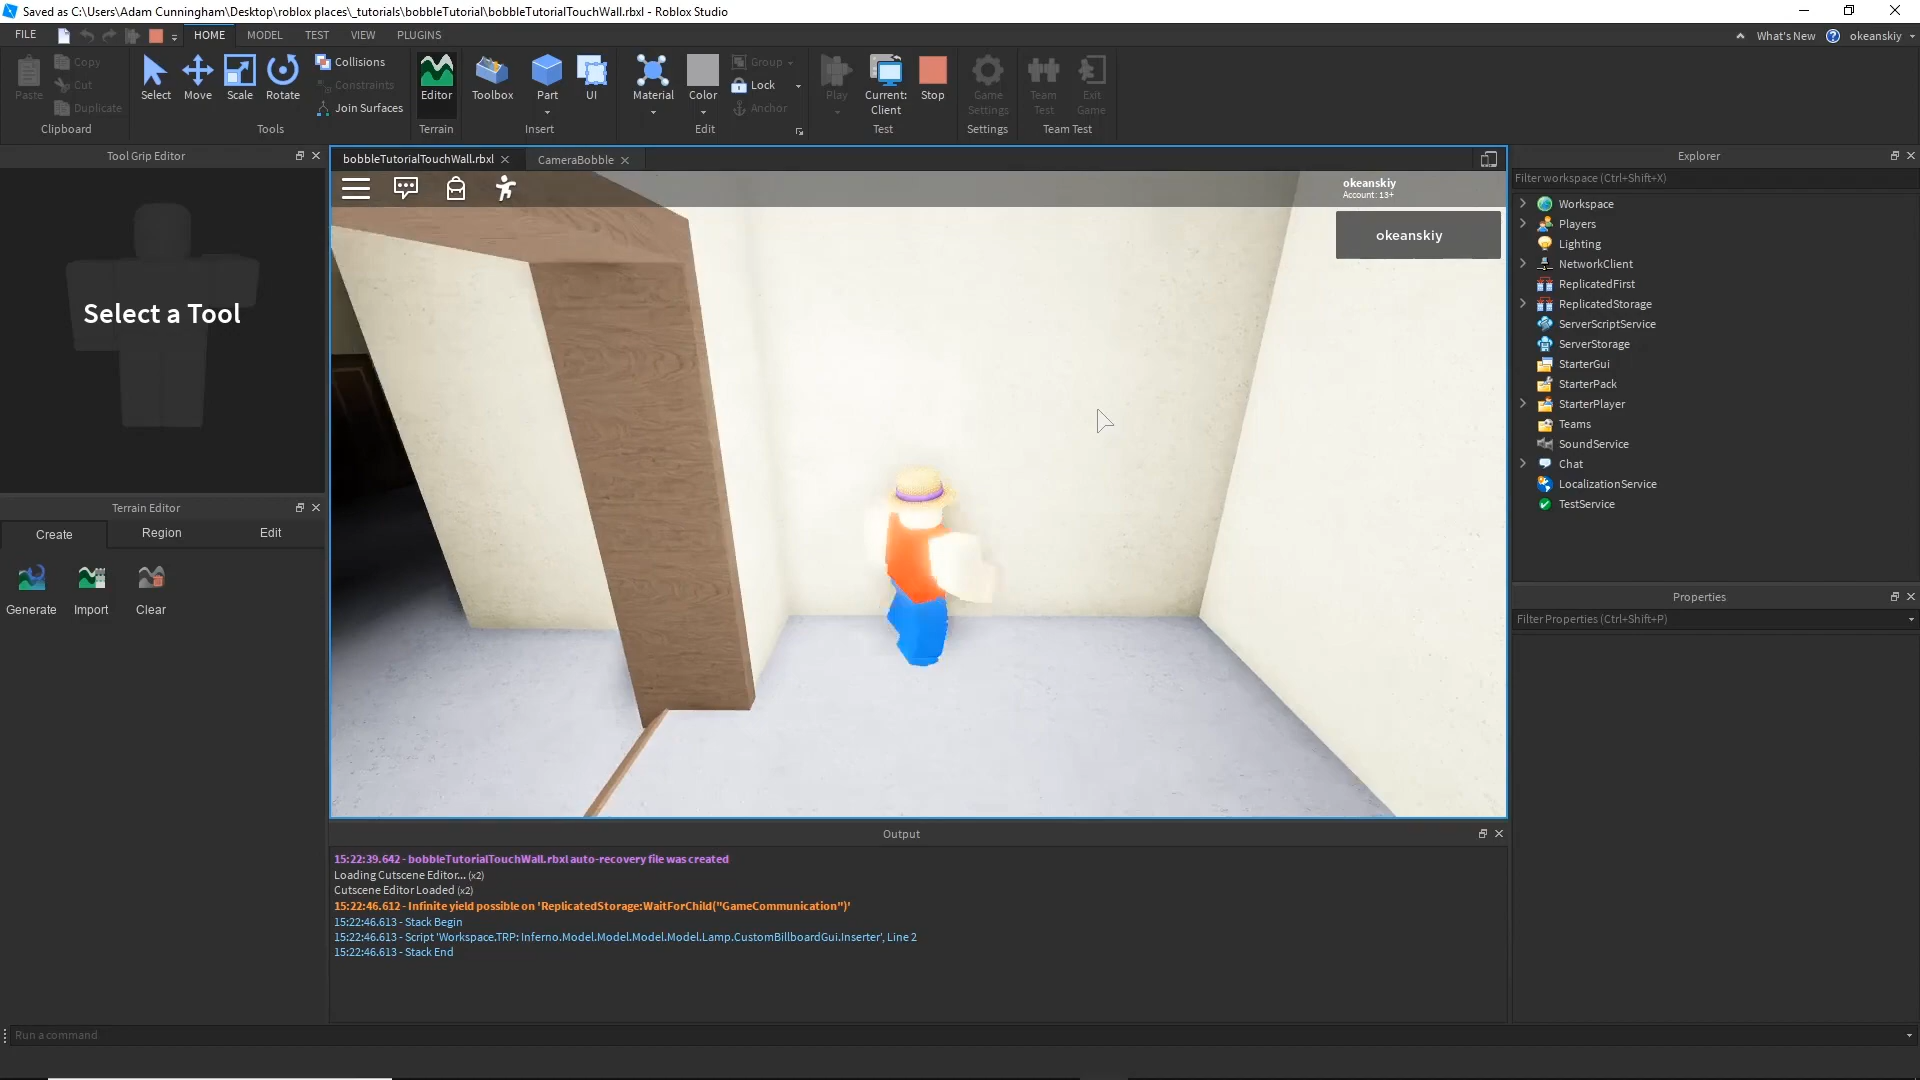 Saved as C:\Users\Adam Cunningham\Desktop\roblox places\_tutorials\bobbleTutorial\bobbleTutorialTouchWall.rbxl - Roblox Studio
FILE
HOME
MODEL
TEST
VIEW
PLUGINS
What's New
okeanskiy
Paste
Copy
Cut
Duplicate
Clipboard
Select
Move
Scale
Rotate
Collisions
Constraints
Join Surfaces
Tools
Editor
Terrain
Toolbox
Part
UI
Insert
Material
Color
Group
Lock
Anchor
Edit
Play
Current:
Client
Stop
Test
Game
Settings
Settings
Team
Test
Exit
Game
Team Test
Tool Grip Editor
Select a Tool
Terrain Editor
Create
Region
Edit
Generate
Import
Clear
bobbleTutorialTouchWall.rbxl
CameraBobble
okeanskiy
Account: 13+
okeanskiy
Output
15:22:39.642 - bobbleTutorialTouchWall.rbxl auto-recovery file was created
Loading Cutscene Editor... (x2)
Cutscene Editor Loaded (x2)
15:22:46.612 - Infinite yield possible on 'ReplicatedStorage:WaitForChild("GameCommunication")'
15:22:46.613 - Stack Begin
15:22:46.613 - Script 'Workspace.TRP: Inferno.Model.Model.Model.Model.Lamp.CustomBillboardGui.Inserter', Line 2
15:22:46.613 - Stack End
Explorer
Filter workspace (Ctrl+Shift+X)
Workspace
Players
Lighting
NetworkClient
ReplicatedFirst
ReplicatedStorage
ServerScriptService
ServerStorage
StarterGui
StarterPack
StarterPlayer
Teams
SoundService
Chat
LocalizationService
TestService
Properties
Filter Properties (Ctrl+Shift+P)
Run a command